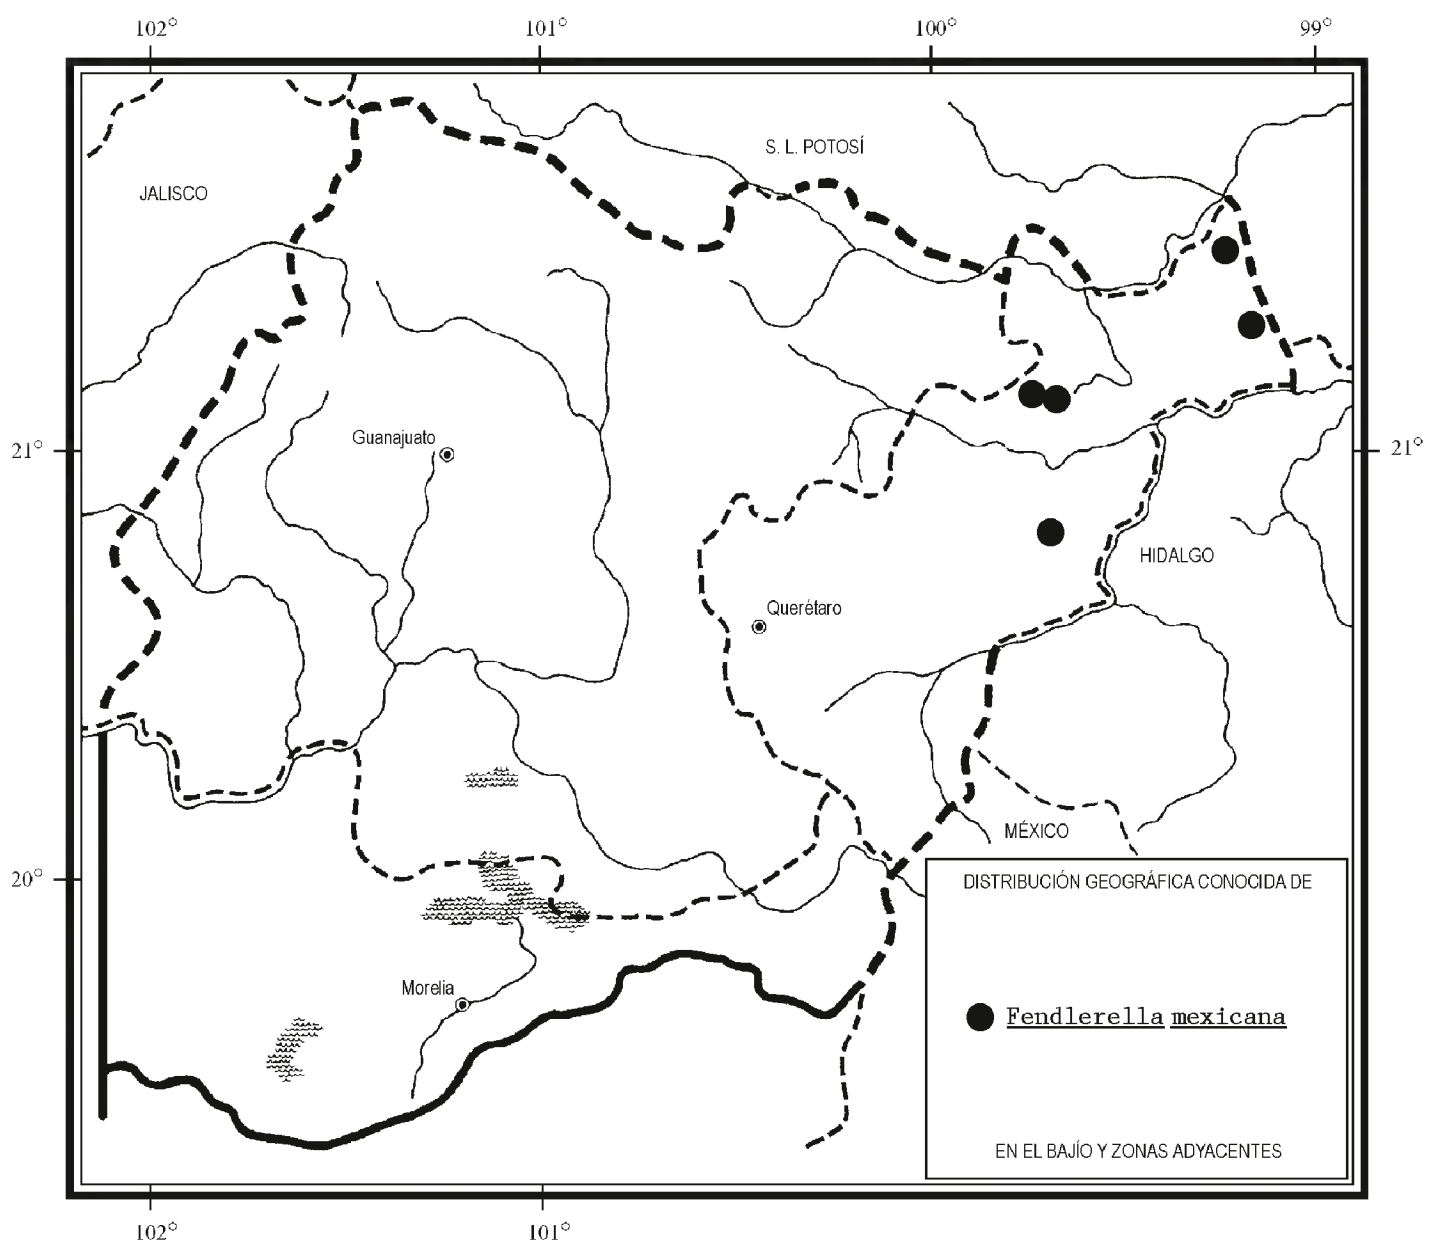 102° 101° 100° 99°
S. L. POTOSÍ
JALISCO
Guanajuato
21° 21°
HIDALGO
Querétaro
MÉXICO
20°
DISTRIBUCIÓN GEOGRÁFICA CONOCIDA DE
Morelia
Fendlerella mexicana
EN EL BAJÍO Y ZONAS ADYACENTES
102° 101°